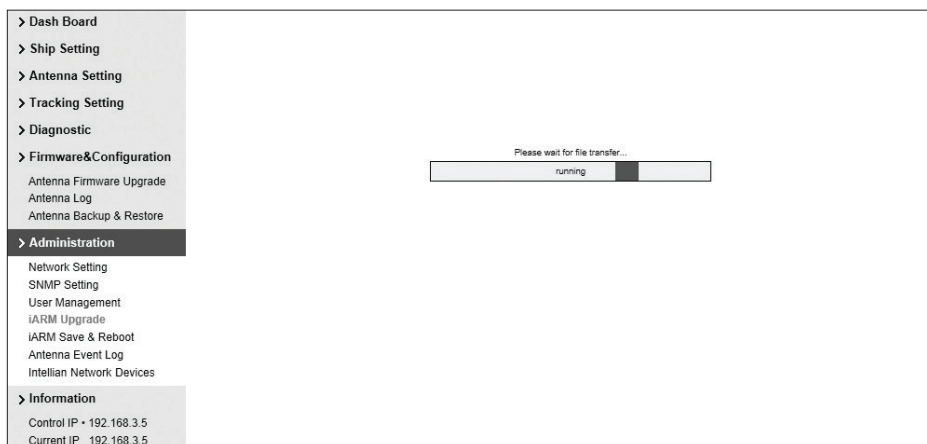 Dash Board
Ship Setting
Antenna Setting
Tracking Setting
Diagnostic
Firmware&Configuration
Antenna Firmware Upgrade
Antenna Log
Antenna Backup & Restore
Administration
Network Setting
SNMP Setting
User Management
iARM Upgrade
iARM Save & Reboot
Antenna Event Log
Intellian Network Devices
Information
Control IP • 192.168.3.5
Current IP 192.168.3.5
Please wait for file transfer...
running